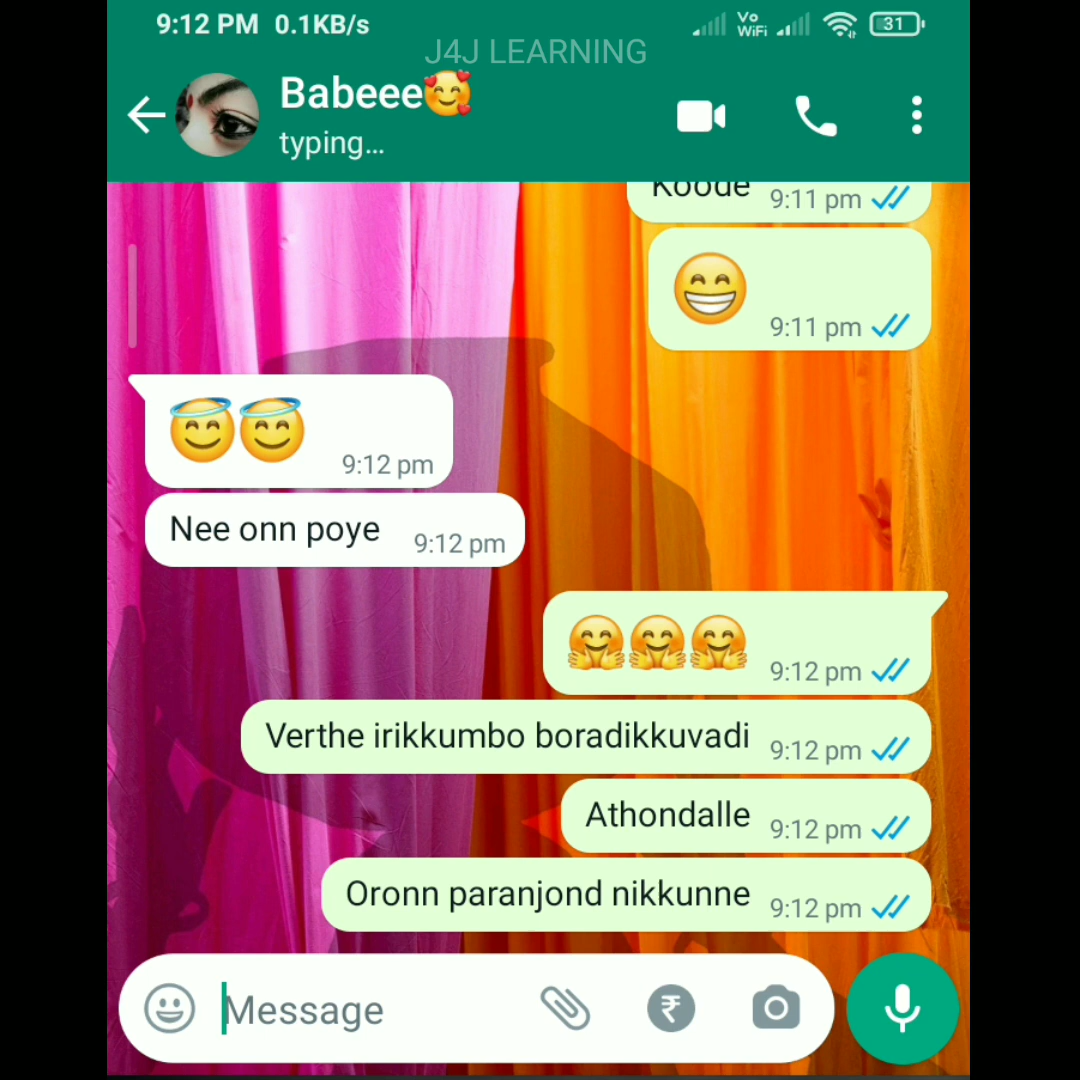 9:12 PM 0.1KB/s Vo WiFi 31
J4J LEARNING
Babeee🥰
typing...
Koode 9:11 pm
😁 9:11 pm
😇😇 9:12 pm
Nee onn poye 9:12 pm
🤗🤗🤗 9:12 pm
Verthe irikkumbo boradikkuvadi 9:12 pm
Athondalle 9:12 pm
Oronn paranjond nikkunne 9:12 pm
Message ₹